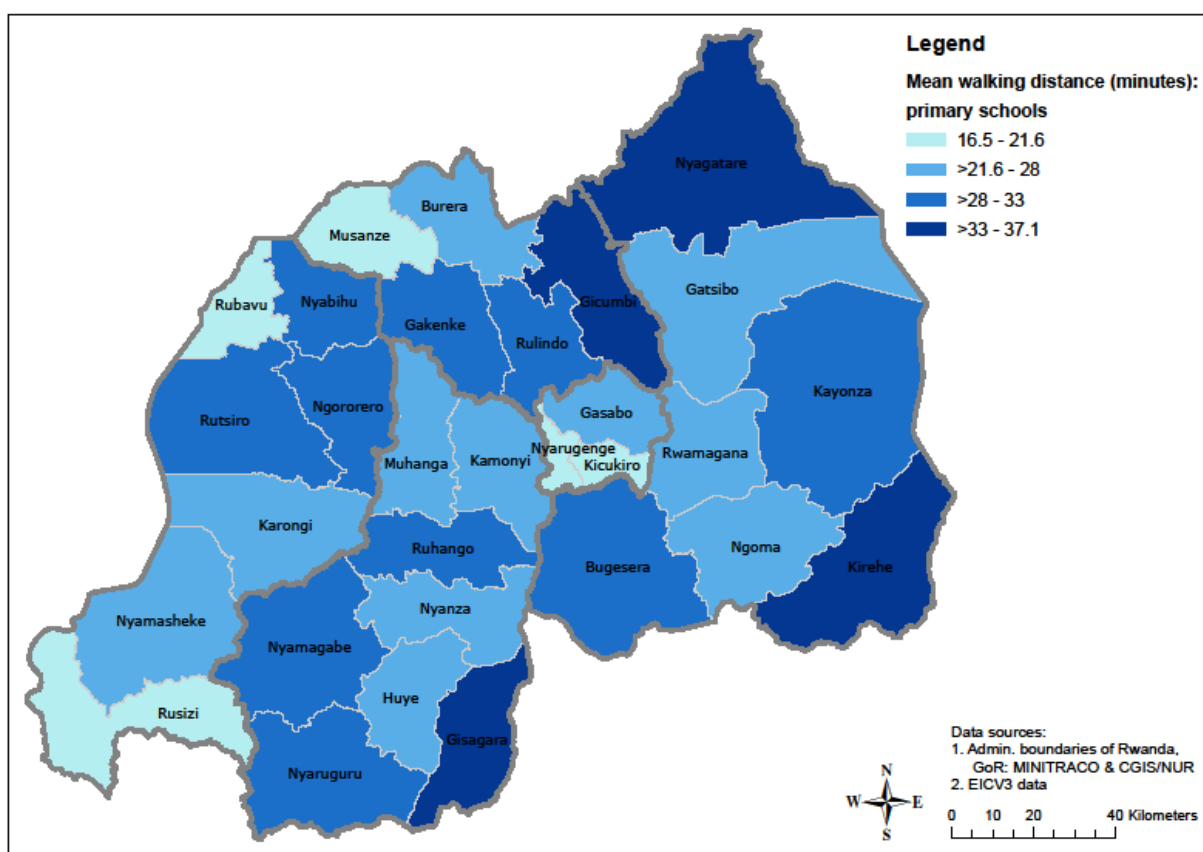 Legend
Mean walking distance (minutes):
primary schools
16.5 - 21.6
>21.6 - 28
>28 - 33
>33 - 37.1
Nyagatare
Burera
Musanze
Gatsibo
Rubavu
Nyabihu
Gicumbi
Gakenke
Rulindo
Kayonza
Gasabo
Rutsiro
Ngororero
Nyarugenge
Rwamagana
Muhanga
Kamonyi
Kicukiro
Karongi
Ruhango
Ngoma
Bugesera
Kirehe
Nyanza
Nyamasheke
Nyamagabe
Huye
Rusizi
Gisagara
Nyaruguru
Data sources:
1. Admin. boundaries of Rwanda,
GoR: MINITRACO & CGIS/NUR
2. EICV3 data
N
W E
S
0 10 20 40 Kilometers